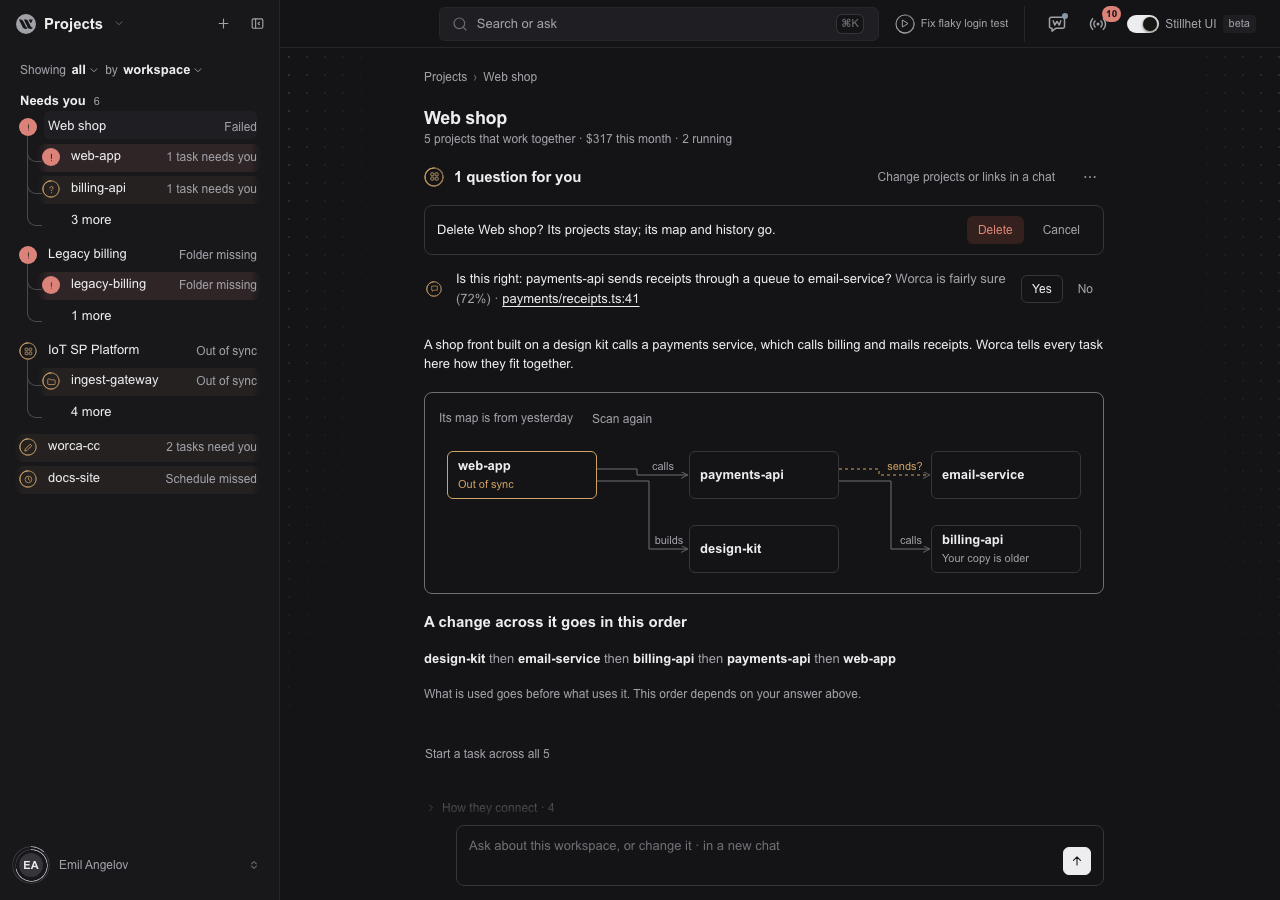 Projects
Search or ask
⌘K
Fix flaky login test
10
Stillhet UI
beta
Showing all by workspace
Needs you 6
Web shop Failed
web-app 1 task needs you
billing-api 1 task needs you
3 more
Legacy billing Folder missing
legacy-billing Folder missing
1 more
IoT SP Platform Out of sync
ingest-gateway Out of sync
4 more
worca-cc 2 tasks need you
docs-site Schedule missed
EA
Emil Angelov
Projects › Web shop
Web shop
5 projects that work together · $317 this month · 2 running
1 question for you
Change projects or links in a chat
Delete Web shop? Its projects stay; its map and history go.
Delete
Cancel
Is this right: payments-api sends receipts through a queue to email-service? Worca is fairly sure
(72%) · payments/receipts.ts:41
Yes
No
A shop front built on a design kit calls a payments service, which calls billing and mails receipts. Worca tells every task
here how they fit together.
Its map is from yesterday
Scan again
web-app
Out of sync
calls
payments-api
sends?
email-service
builds
design-kit
calls
billing-api
Your copy is older
A change across it goes in this order
design-kit then email-service then billing-api then payments-api then web-app
What is used goes before what uses it. This order depends on your answer above.
Start a task across all 5
How they connect · 4
Ask about this workspace, or change it · in a new chat